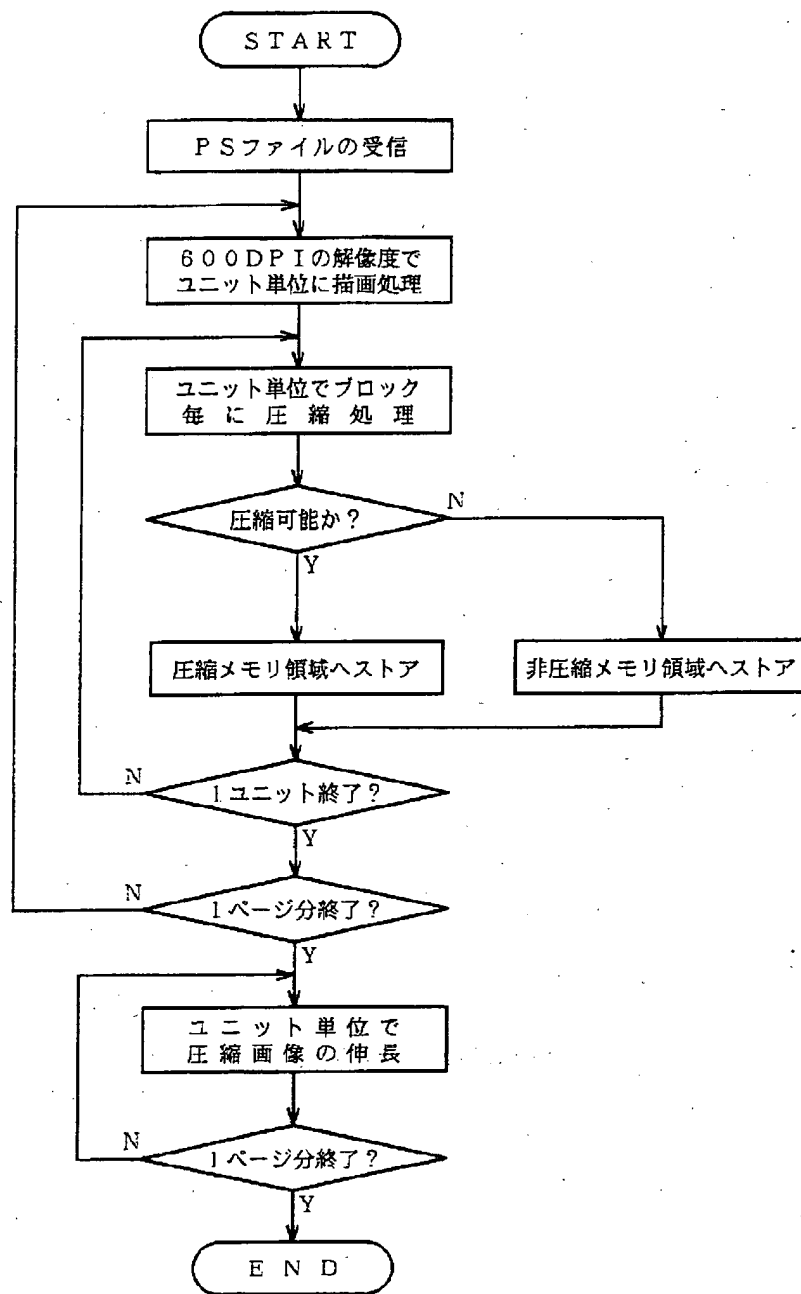 START
PSファイルの受信
600DPIの解像度で
ユニット単位に描画処理
ユニット単位でブロック
毎に圧縮処理
圧縮可能か?
N
Y
圧縮メモリ領域へストア
非圧縮メモリ領域へストア
N
1ユニット終了?
Y
N
1ページ分終了?
Y
ユニット単位で
圧縮画像の伸長
N
1ページ分終了?
Y
END